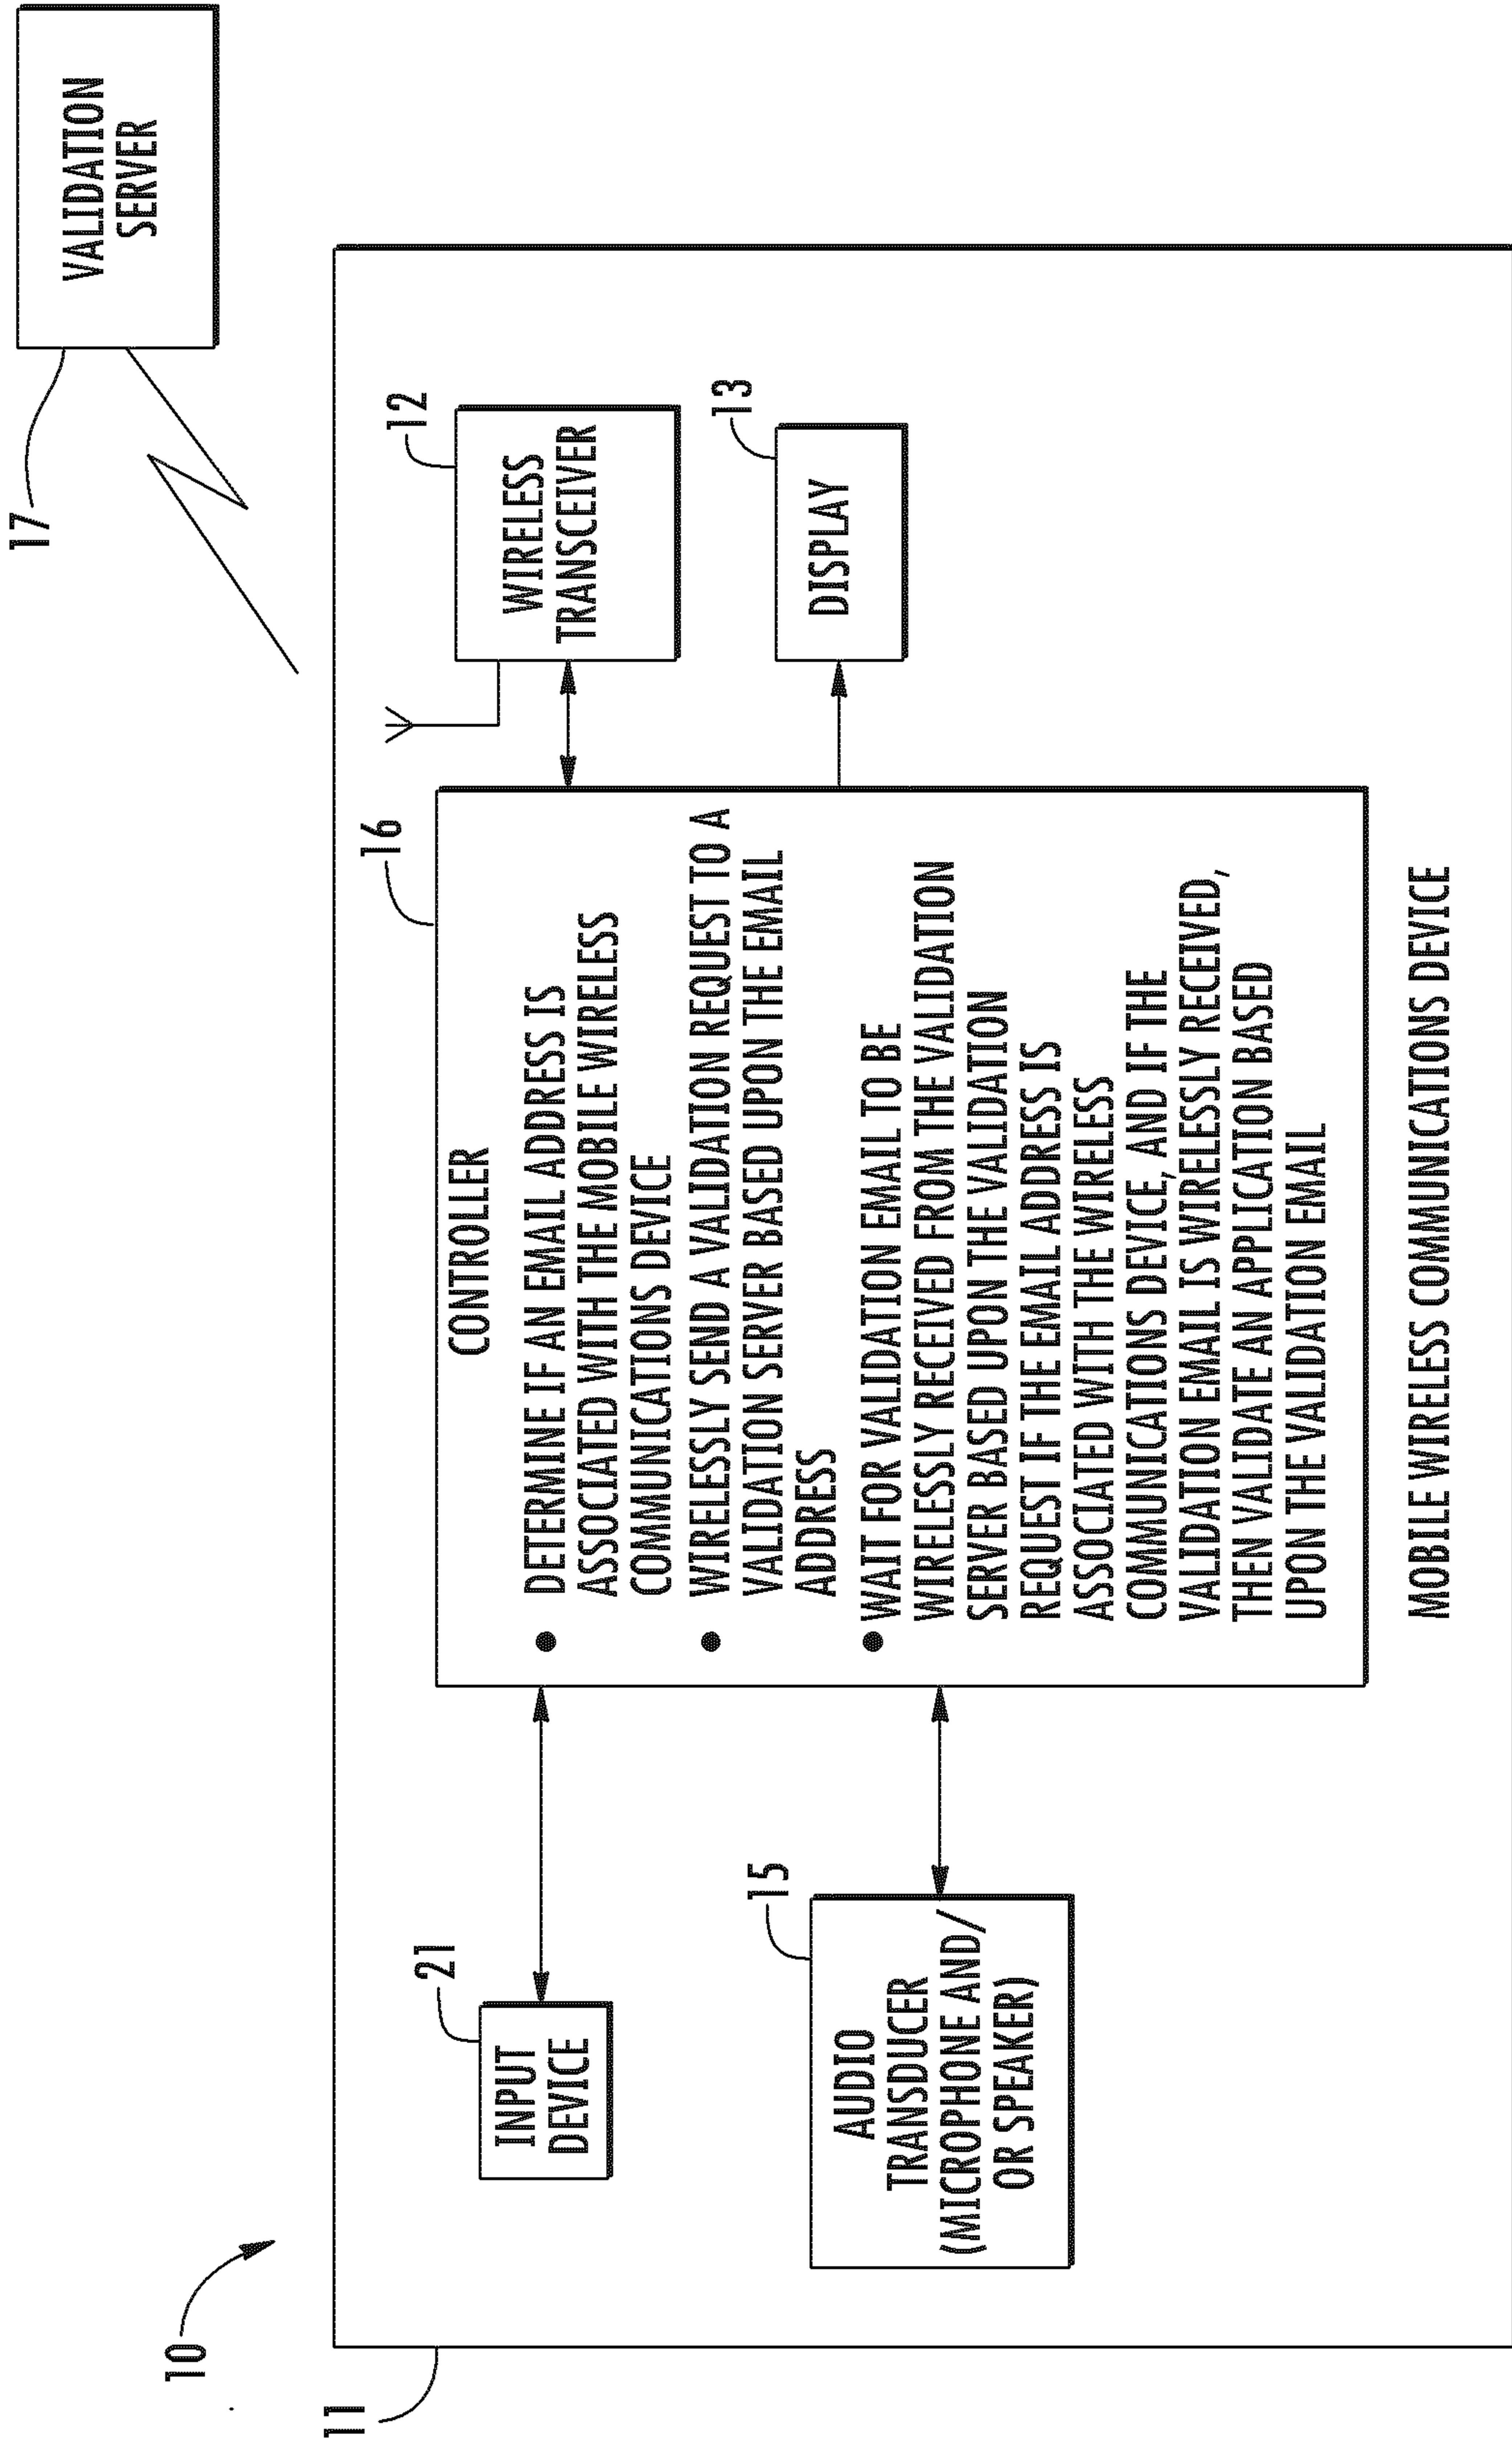 10
11
17
VALIDATION
SERVER
21
INPUT
DEVICE
15
AUDIO
TRANSDUCER
(MICROPHONE AND/
OR SPEAKER)
16
CONTROLLER
● DETERMINE IF AN EMAIL ADDRESS IS
ASSOCIATED WITH THE MOBILE WIRELESS
COMMUNICATIONS DEVICE
● WIRELESSLY SEND A VALIDATION REQUEST TO A
VALIDATION SERVER BASED UPON THE EMAIL
ADDRESS
● WAIT FOR VALIDATION EMAIL TO BE
WIRELESSLY RECEIVED FROM THE VALIDATION
SERVER BASED UPON THE VALIDATION
REQUEST IF THE EMAIL ADDRESS IS
ASSOCIATED WITH THE WIRELESS
COMMUNICATIONS DEVICE, AND IF THE
VALIDATION EMAIL IS WIRELESSLY RECEIVED,
THEN VALIDATE AN APPLICATION BASED
UPON THE VALIDATION EMAIL
12
WIRELESS
TRANSCEIVER
13
DISPLAY
MOBILE WIRELESS COMMUNICATIONS DEVICE